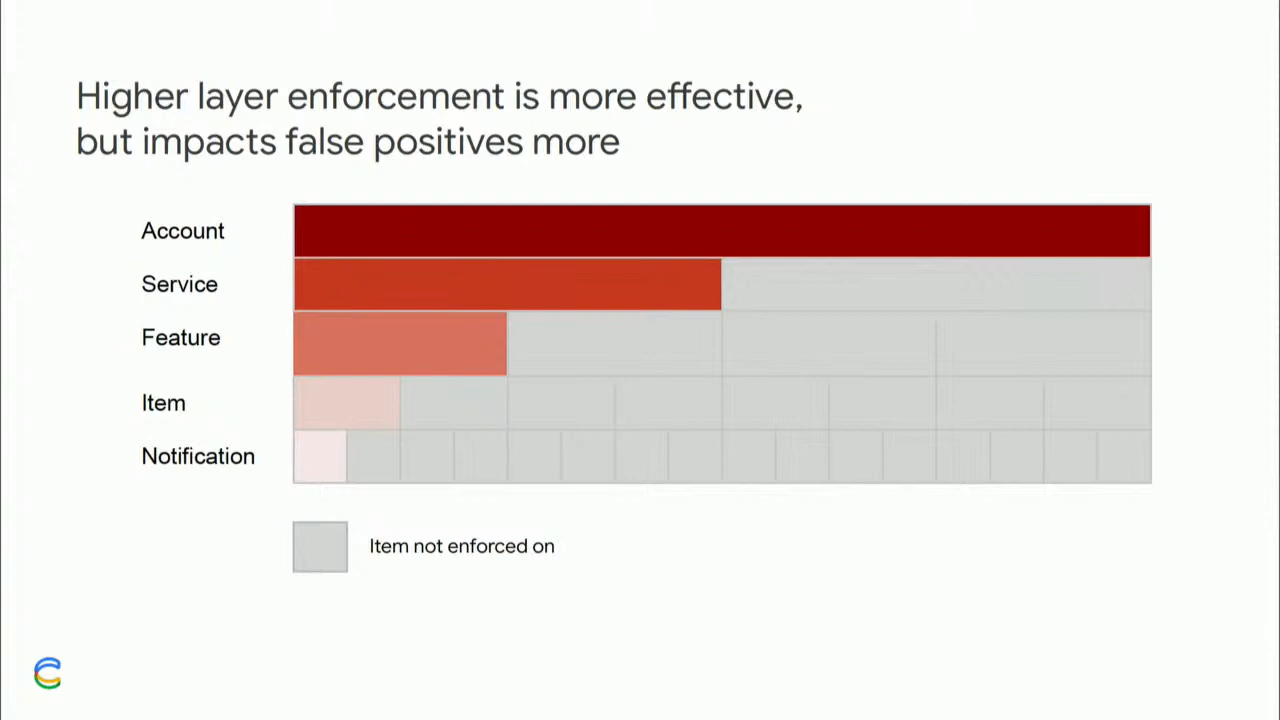 Higher layer enforcement is more effective,
but impacts false positives more
Account
Service
Feature
Item
Notification
Item not enforced on